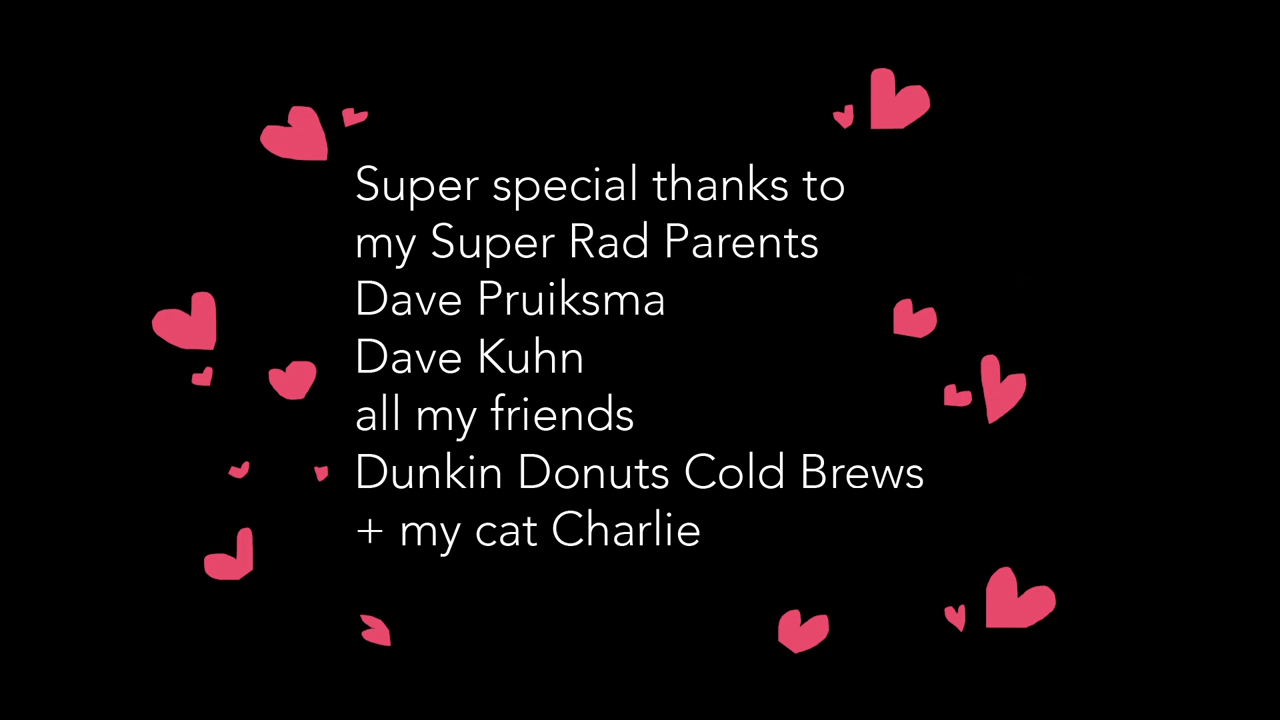 Super special thanks to
my Super Rad Parents
Dave Pruiksma
Dave Kuhn
all my friends
Dunkin Donuts Cold Brews
+ my cat Charlie